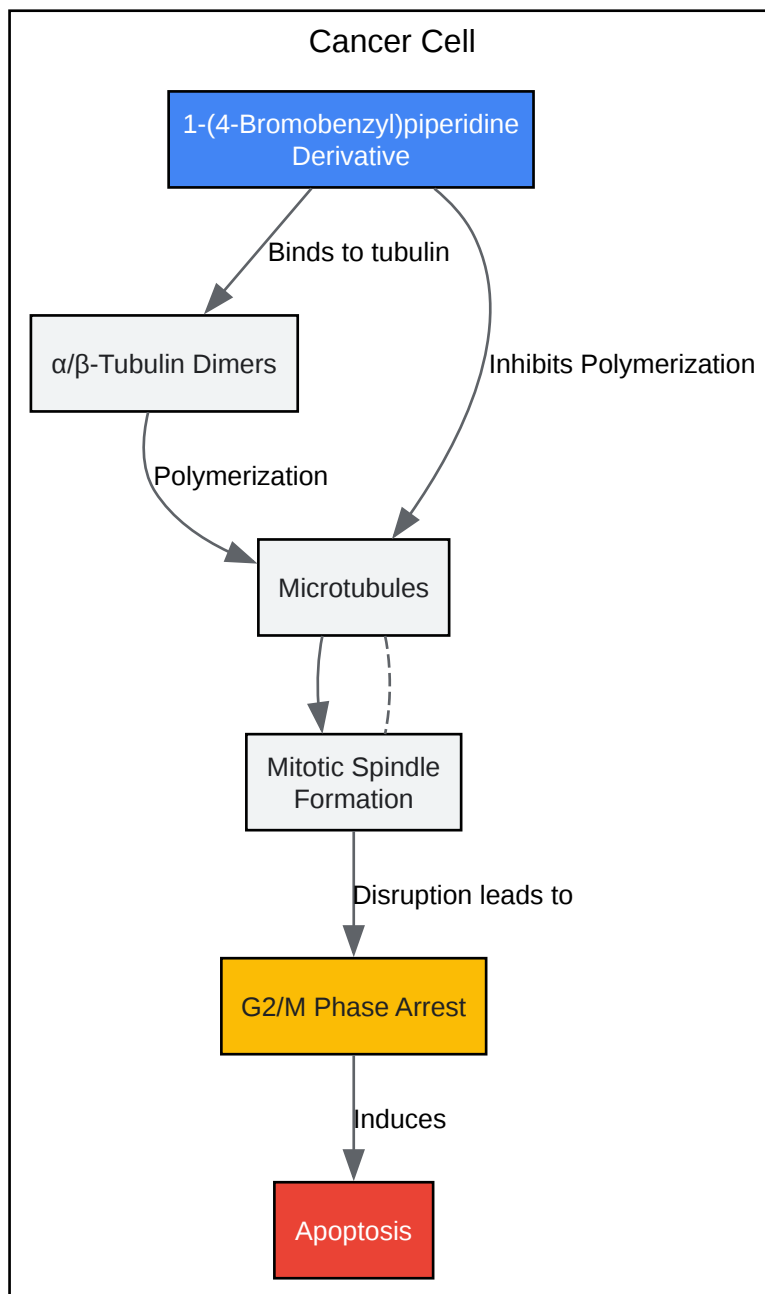 Cancer Cell
1-(4-Bromobenzyl)piperidine
Derivative
Binds to tubulin
α/β-Tubulin Dimers
Inhibits Polymerization
Polymerization
Microtubules
Mitotic Spindle
Formation
Disruption leads to
G2/M Phase Arrest
Induces
Apoptosis